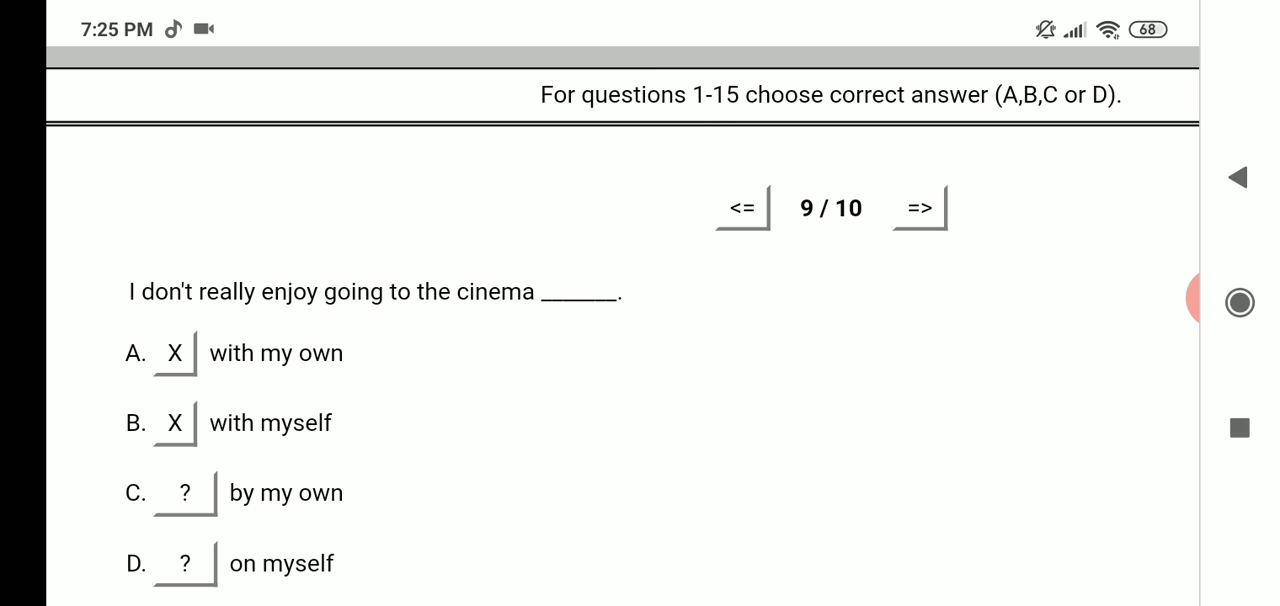 7:25 PM 68
For questions 1-15 choose correct answer (A,B,C or D).
<= 9 / 10 =>
I don't really enjoy going to the cinema ______.
A. X with my own
B. X with myself
C. ? by my own
D. ? on myself